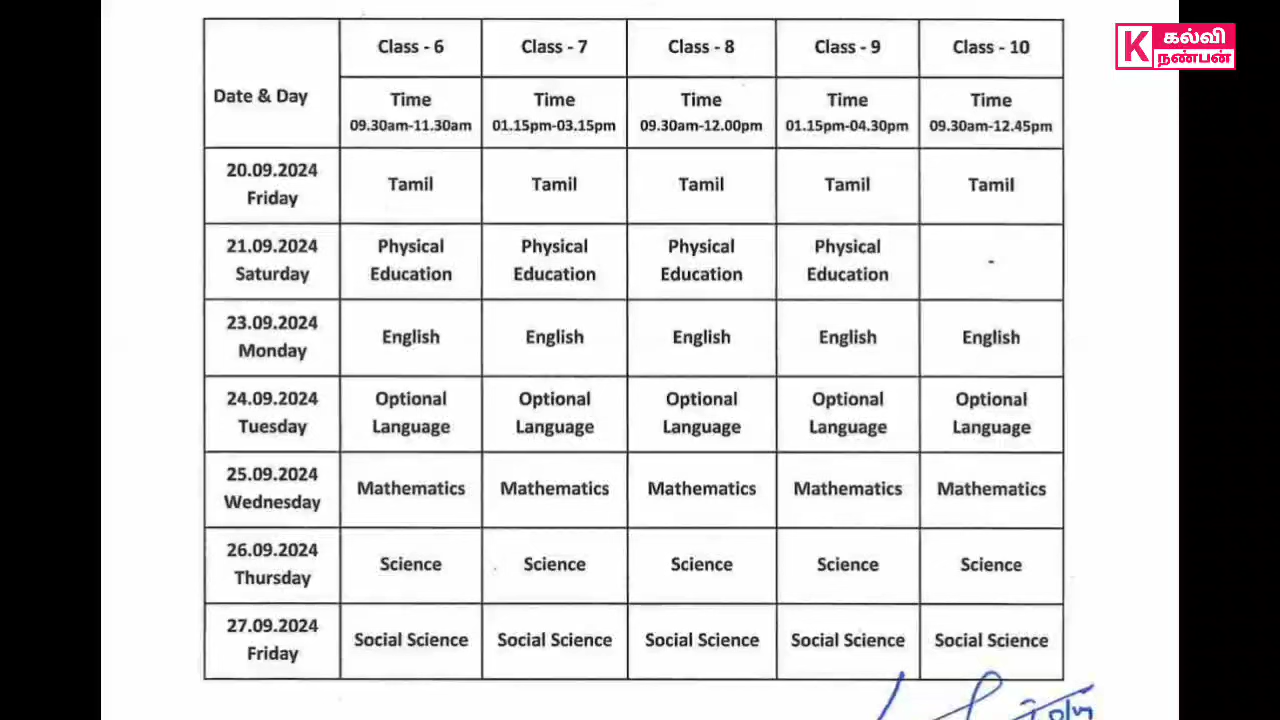 K கல்வி
நண்பன்
Class - 6 Class - 7 Class - 8 Class - 9 Class - 10
Date & Day
Time Time Time Time Time
09.30am-11.30am 01.15pm-03.15pm 09.30am-12.00pm 01.15pm-04.30pm 09.30am-12.45pm
20.09.2024
Friday
Tamil Tamil Tamil Tamil Tamil
21.09.2024
Saturday
Physical Physical Physical Physical
Education Education Education Education -
23.09.2024
Monday
English English English English English
24.09.2024
Tuesday
Optional Optional Optional Optional Optional
Language Language Language Language Language
25.09.2024
Wednesday
Mathematics Mathematics Mathematics Mathematics Mathematics
26.09.2024
Thursday
Science Science Science Science Science
27.09.2024
Friday
Social Science Social Science Social Science Social Science Social Science